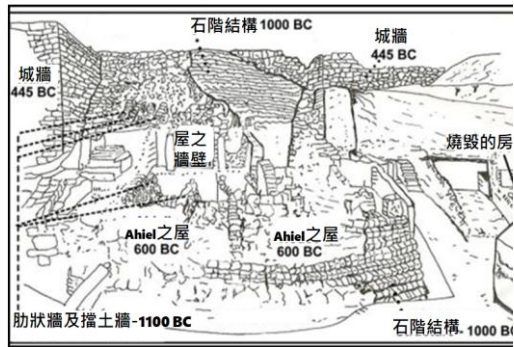 石階結構 1000 BC
城牆
445 BC
城牆
445 BC
屋之
牆壁
燒毀的房
Ahiel之屋
600 BC
Ahiel之屋
600 BC
肋狀牆及擋土牆-1100 BC
石階結構- 1000 BC